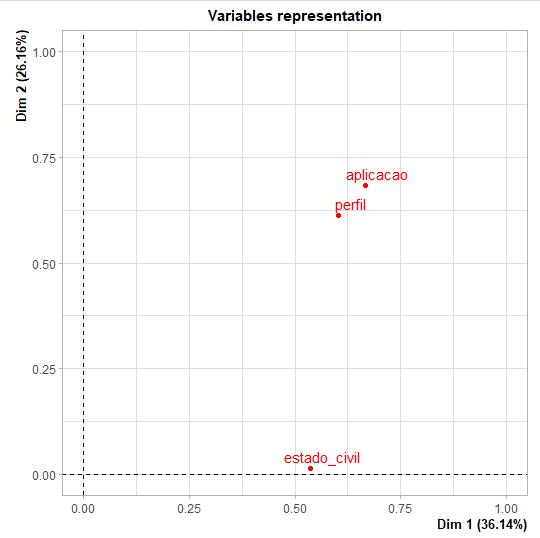 Variables representation
Dim 2 (26.16%)
1.00
0.75
0.50
0.25
0.00
aplicacao
perfil
estado_civil
0.00 0.25 0.50 0.75 1.00
Dim 1 (36.14%)